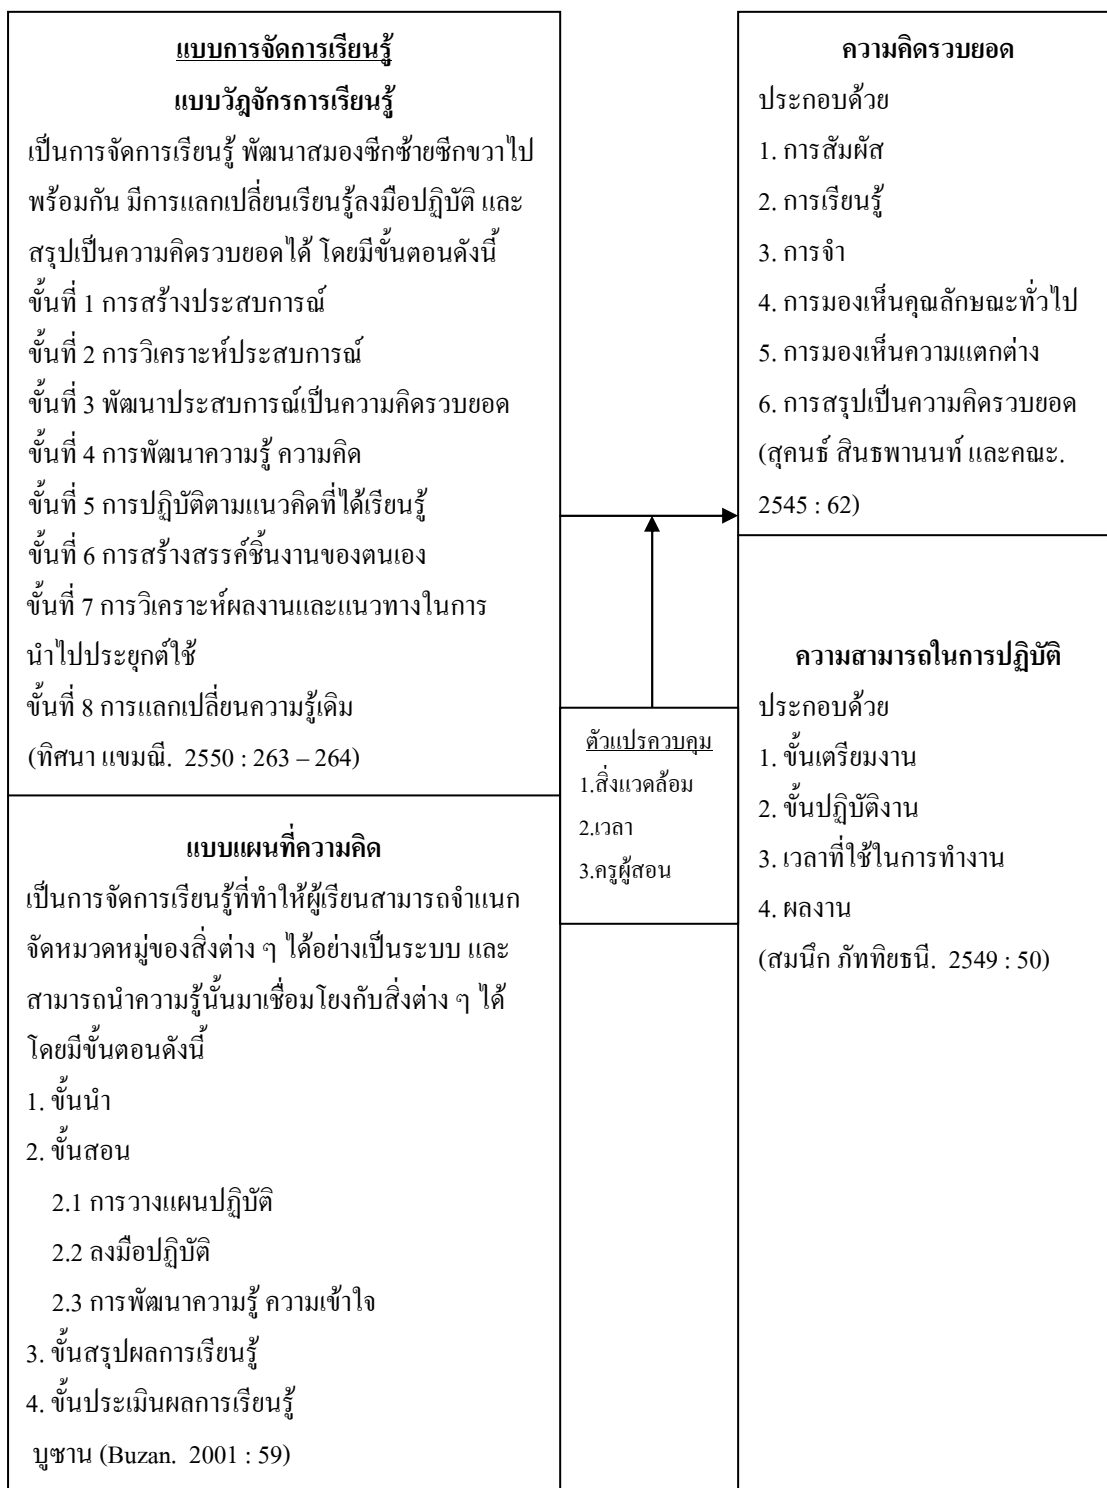 แบบการจัดการเรียนรู้
แบบวัฎจักรการเรียนรู้
เป็นการจัดการเรียนรู้ พัฒนาสมองซีกซ้ายซีกขวาไป
พร้อมกัน มีการแลกเปลี่ยนเรียนรู้ลงมือปฏิบัติ และ
สรุปเป็นความคิดรวบยอดได้ โดยมีขั้นตอนดังนี้
ขั้นที่ 1 การสร้างประสบการณ์
ขั้นที่ 2 การวิเคราะห์ประสบการณ์
ขั้นที่ 3 พัฒนาประสบการณ์เป็นความคิดรวบยอด
ขั้นที่ 4 การพัฒนาความรู้ ความคิด
ขั้นที่ 5 การปฏิบัติตามแนวคิดที่ได้เรียนรู้
ขั้นที่ 6 การสร้างสรรค์ชิ้นงานของตนเอง
ขั้นที่ 7 การวิเคราะห์ผลงานและแนวทางในการ
นำไปประยุกต์ใช้
ขั้นที่ 8 การแลกเปลี่ยนความรู้เดิม
(ทิศนา แขมณี. 2550 : 263 – 264)
แบบแผนที่ความคิด
เป็นการจัดการเรียนรู้ที่ทำให้ผู้เรียนสามารถจำแนก
จัดหมวดหมู่ของสิ่งต่าง ๆ ได้อย่างเป็นระบบ และ
สามารถนำความรู้นั้นมาเชื่อมโยงกับสิ่งต่าง ๆ ได้
โดยมีขั้นตอนดังนี้
1. ขั้นนำ
2. ขั้นสอน
2.1 การวางแผนปฏิบัติ
2.2 ลงมือปฏิบัติ
2.3 การพัฒนาความรู้ ความเข้าใจ
3. ขั้นสรุปผลการเรียนรู้
4. ขั้นประเมินผลการเรียนรู้
บูซาน (Buzan. 2001 : 59)
ตัวแปรควบคุม
1.สิ่งแวดล้อม
2.เวลา
3.ครูผู้สอน
ความคิดรวบยอด
ประกอบด้วย
1. การสัมผัส
2. การเรียนรู้
3. การจำ
4. การมองเห็นคุณลักษณะทั่วไป
5. การมองเห็นความแตกต่าง
6. การสรุปเป็นความคิดรวบยอด
(สุคนธ์ สินธพานนท์ และคณะ.
2545 : 62)
ความสามารถในการปฏิบัติ
ประกอบด้วย
1. ขั้นเตรียมงาน
2. ขั้นปฏิบัติงาน
3. เวลาที่ใช้ในการทำงาน
4. ผลงาน
(สมนึก ภัททิยธนี. 2549 : 50)